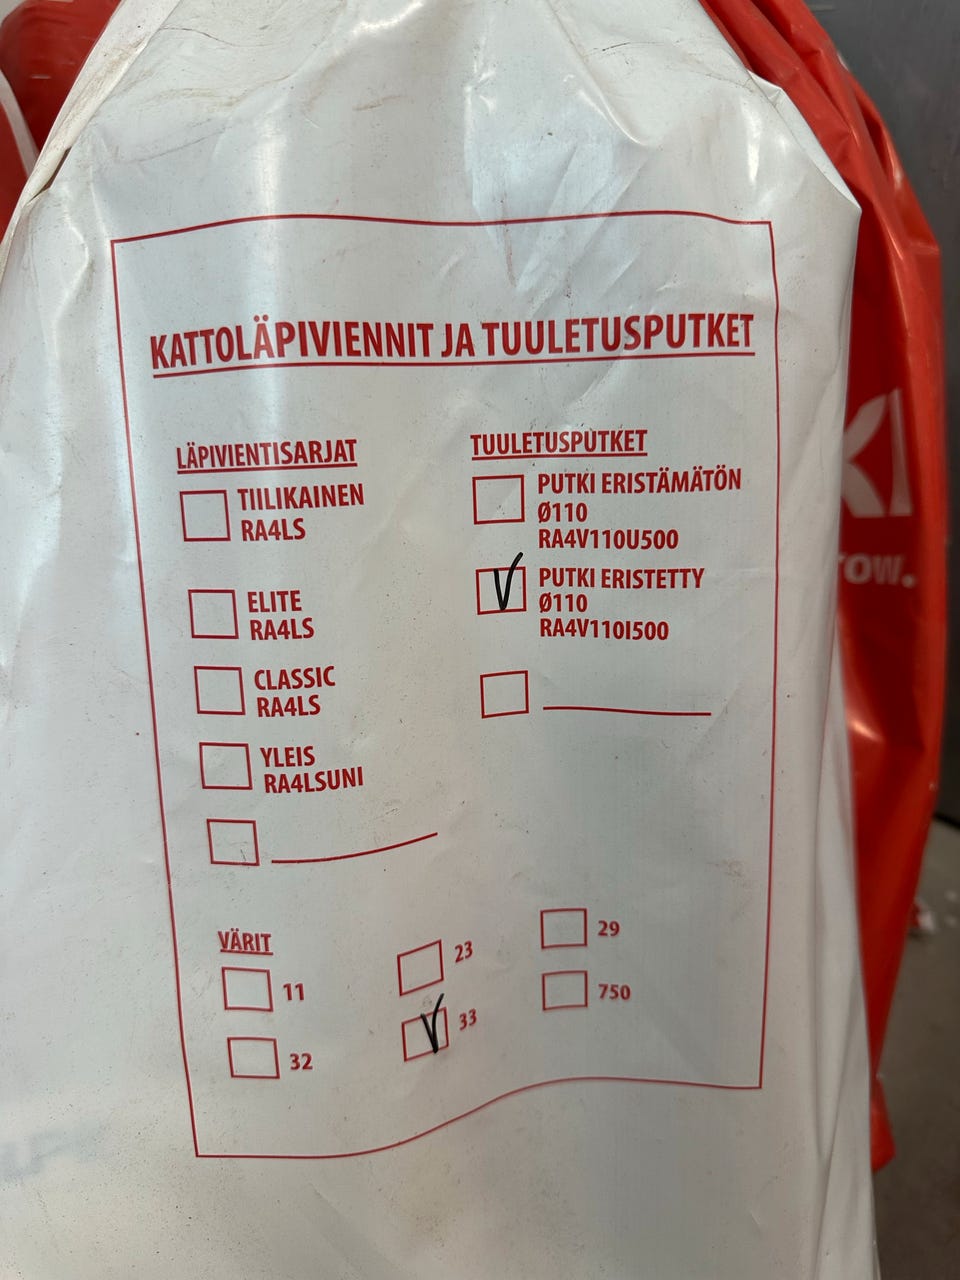 KATTOLÄPIVIENNIT JA TUULETUSPUTKET
LÄPIVIENTISARJAT
TIILIKAINEN
RA4LS
ELITE
RA4LS
CLASSIC
RA4LS
YLEIS
RA4LSUNI
TUULETUSPUTKET
PUTKI ERISTÄMÄTÖN
Ø110
RA4V110U500
PUTKI ERISTETTY
Ø110
RA4V110I500
VÄRIT
11
32
23
33
29
750